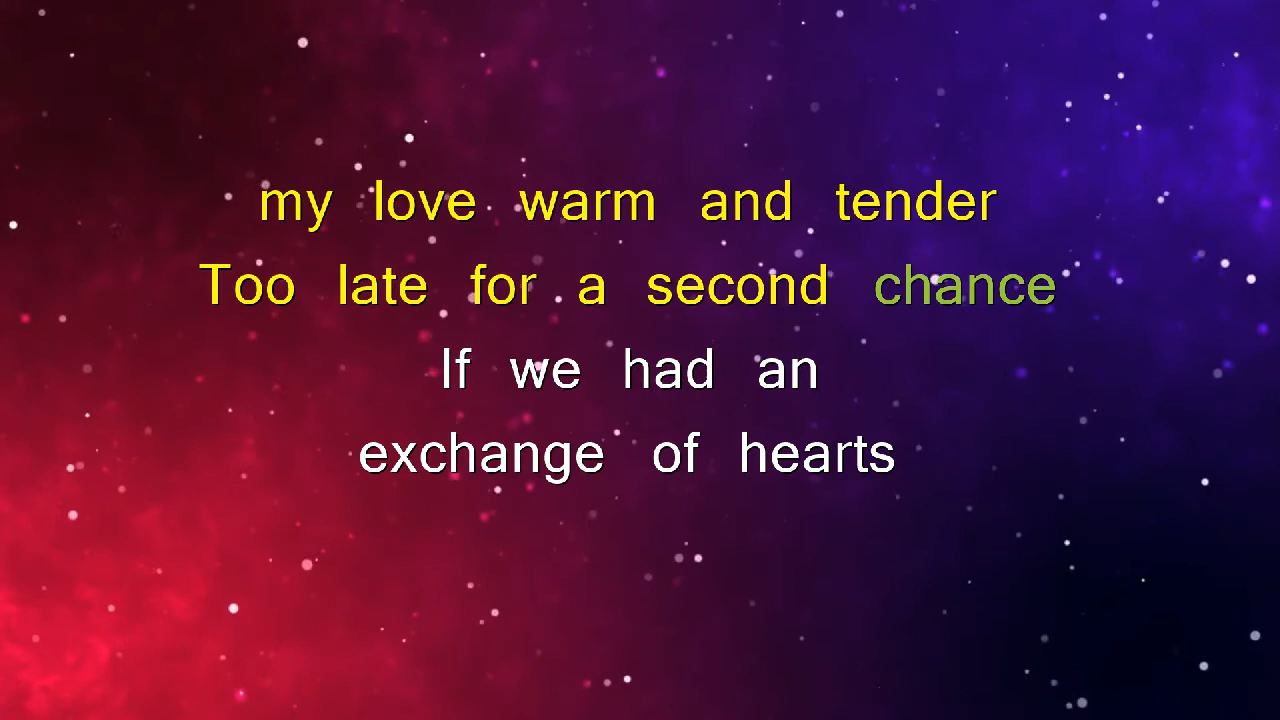 my love warm and tender
Too late for a second chance
If we had an
exchange of hearts